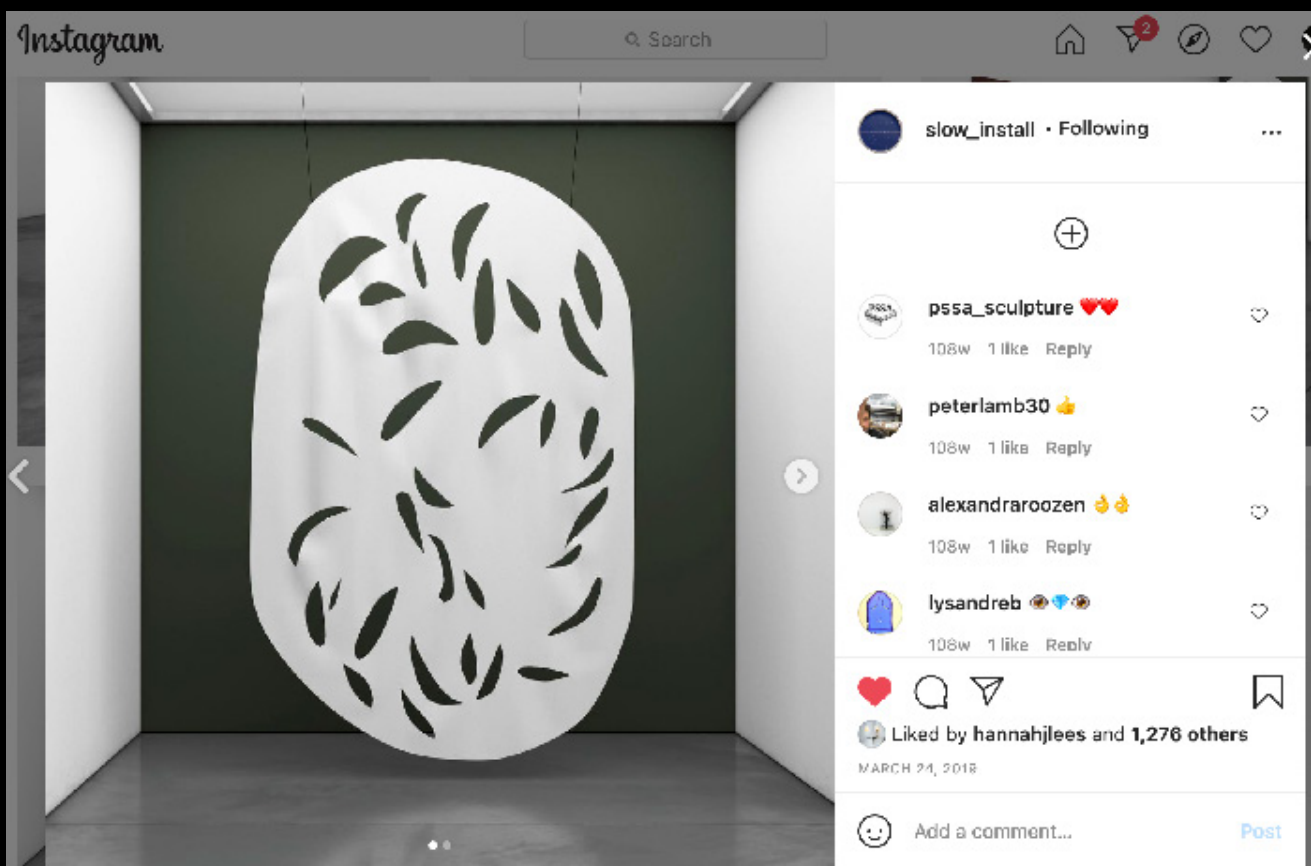 Instagram
Search
2
slow_install • Following
pssa_sculpture ❤️❤️
108w 1 like Reply
peterlamb30 👍
108w 1 like Reply
alexandraroozen 👌👌
108w 1 like Reply
lysandreb 👁️💎👁️
108w 1 like Reply
Liked by hannahjlees and 1,276 others
MARCH 24, 2019
Add a comment... Post